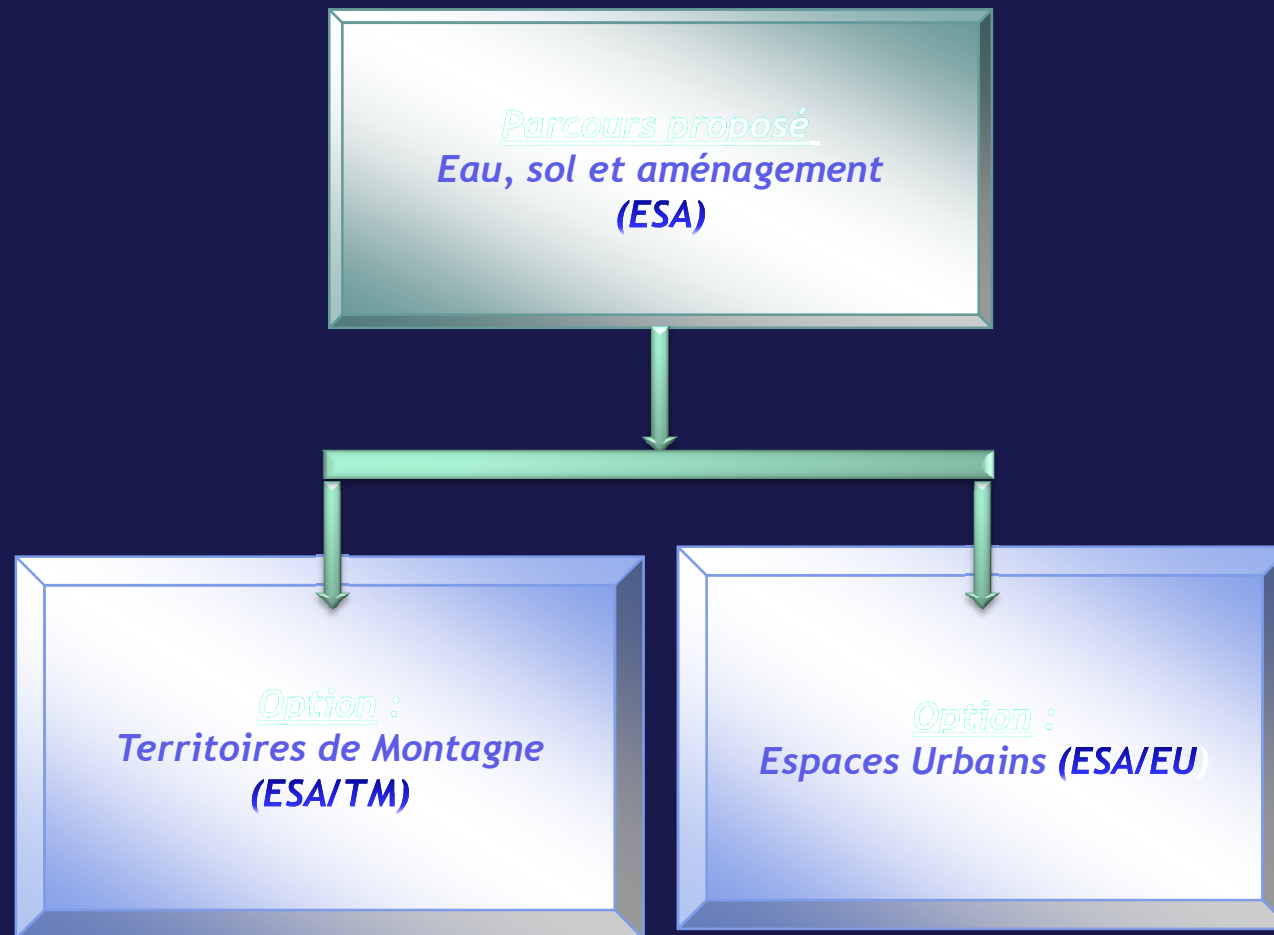 Parcours proposé
Eau, sol et aménagement
(ESA)
Option :
Territoires de Montagne
(ESA/TM)
Option :
Espaces Urbains (ESA/EU)